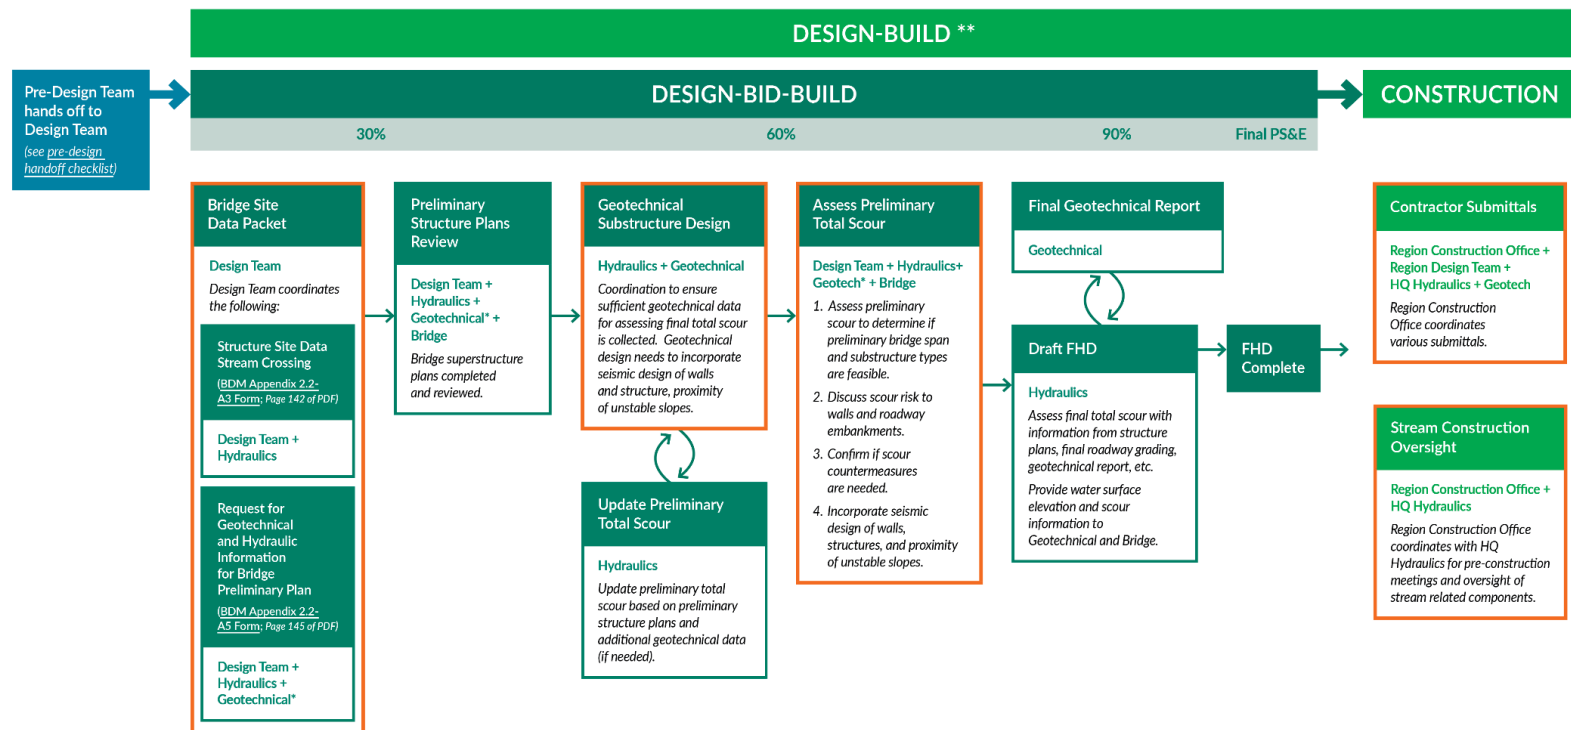 DESIGN-BUILD **
Pre-Design Team
hands off to
Design Team
(see pre-design
handoff checklist)
DESIGN-BID-BUILD
CONSTRUCTION
30%
60%
90%
Final PS&E
Bridge Site
Data Packet
Design Team
Design Team coordinates
the following:
Structure Site Data
Stream Crossing
(BDM Appendix 2.2-
A3 Form; Page 142 of PDF)
Design Team +
Hydraulics
Request for
Geotechnical
and Hydraulic
Information
for Bridge
Preliminary Plan
(BDM Appendix 2.2-
A5 Form; Page 145 of PDF)
Design Team +
Hydraulics +
Geotechnical*
Preliminary
Structure Plans
Review
Design Team +
Hydraulics +
Geotechnical* +
Bridge
Bridge superstructure
plans completed
and reviewed.
Geotechnical
Substructure Design
Hydraulics + Geotechnical
Coordination to ensure
sufficient geotechnical data
for assessing final total scour
is collected. Geotechnical
design needs to incorporate
seismic design of walls
and structure, proximity
of unstable slopes.
Update Preliminary
Total Scour
Hydraulics
Update preliminary total
scour based on preliminary
structure plans and
additional geotechnical data
(if needed).
Assess Preliminary
Total Scour
Design Team + Hydraulics+
Geotech* + Bridge
1. Assess preliminary
scour to determine if
preliminary bridge span
and substructure types
are feasible.
2. Discuss scour risk to
walls and roadway
embankments.
3. Confirm if scour
countermeasures
are needed.
4. Incorporate seismic
design of walls,
structures, and proximity
of unstable slopes.
Final Geotechnical Report
Geotechnical
Draft FHD
Hydraulics
Assess final total scour with
information from structure
plans, final roadway grading,
geotechnical report, etc.
Provide water surface
elevation and scour
information to
Geotechnical and Bridge.
FHD
Complete
Contractor Submittals
Region Construction Office +
Region Design Team +
HQ Hydraulics + Geotech
Region Construction
Office coordinates
various submittals.
Stream Construction
Oversight
Region Construction Office +
HQ Hydraulics
Region Construction Office
coordinates with HQ
Hydraulics for pre-construction
meetings and oversight of
stream related components.